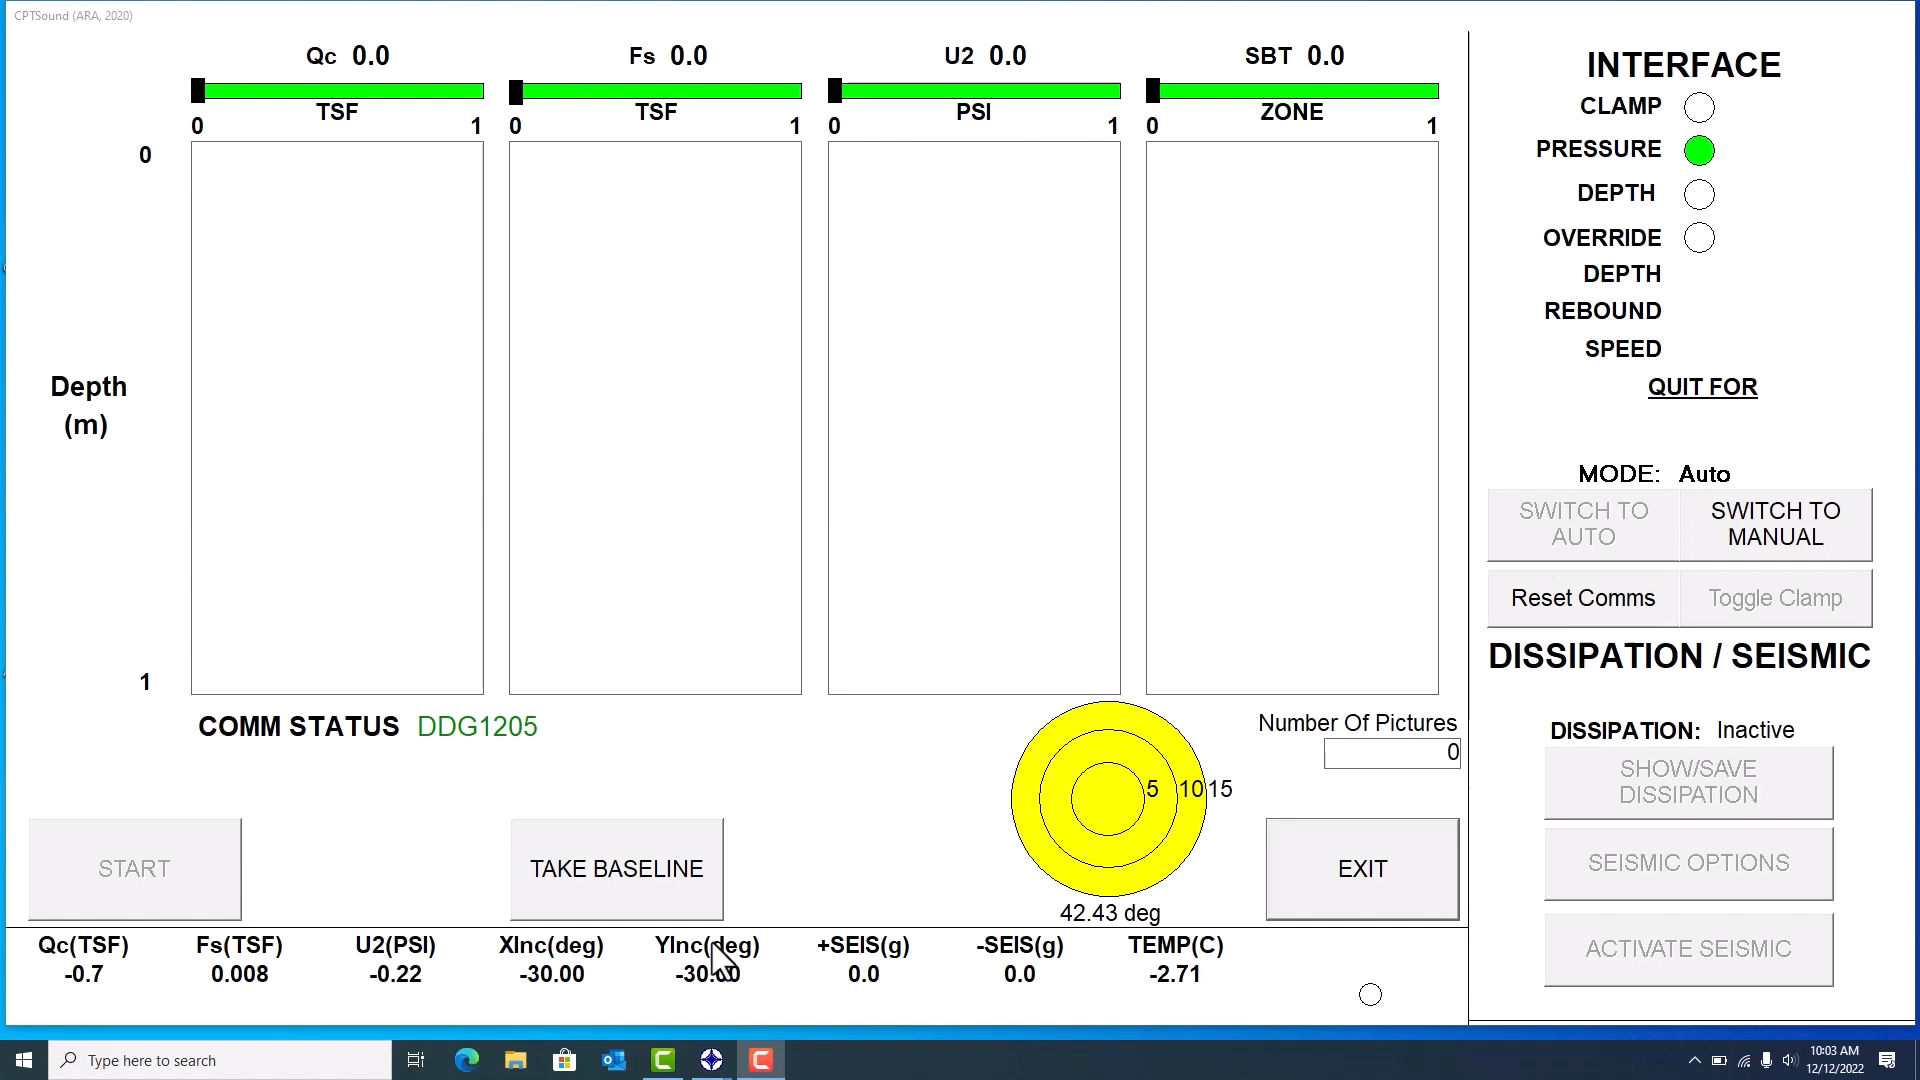 CPTSound (ARA, 2020)
Qc 0.0
Fs 0.0
U2 0.0
SBT 0.0
TSF
TSF
PSI
ZONE
0 1
0 1
0 1
0 1
0
Depth
(m)
1
COMM STATUS DDG1205
5 10 15
42.43 deg
Number Of Pictures
0
START
TAKE BASELINE
EXIT
Qc(TSF) Fs(TSF) U2(PSI) XInc(deg) YInc(deg) +SEIS(g) -SEIS(g) TEMP(C)
-0.7 0.008 -0.22 -30.00 -30.00 0.0 0.0 -2.71
INTERFACE
CLAMP
PRESSURE
DEPTH
OVERRIDE
DEPTH
REBOUND
SPEED
QUIT FOR
MODE: Auto
SWITCH TO
AUTO
SWITCH TO
MANUAL
Reset Comms
Toggle Clamp
DISSIPATION / SEISMIC
DISSIPATION: Inactive
SHOW/SAVE
DISSIPATION
SEISMIC OPTIONS
ACTIVATE SEISMIC
Type here to search
10:03 AM
12/12/2022